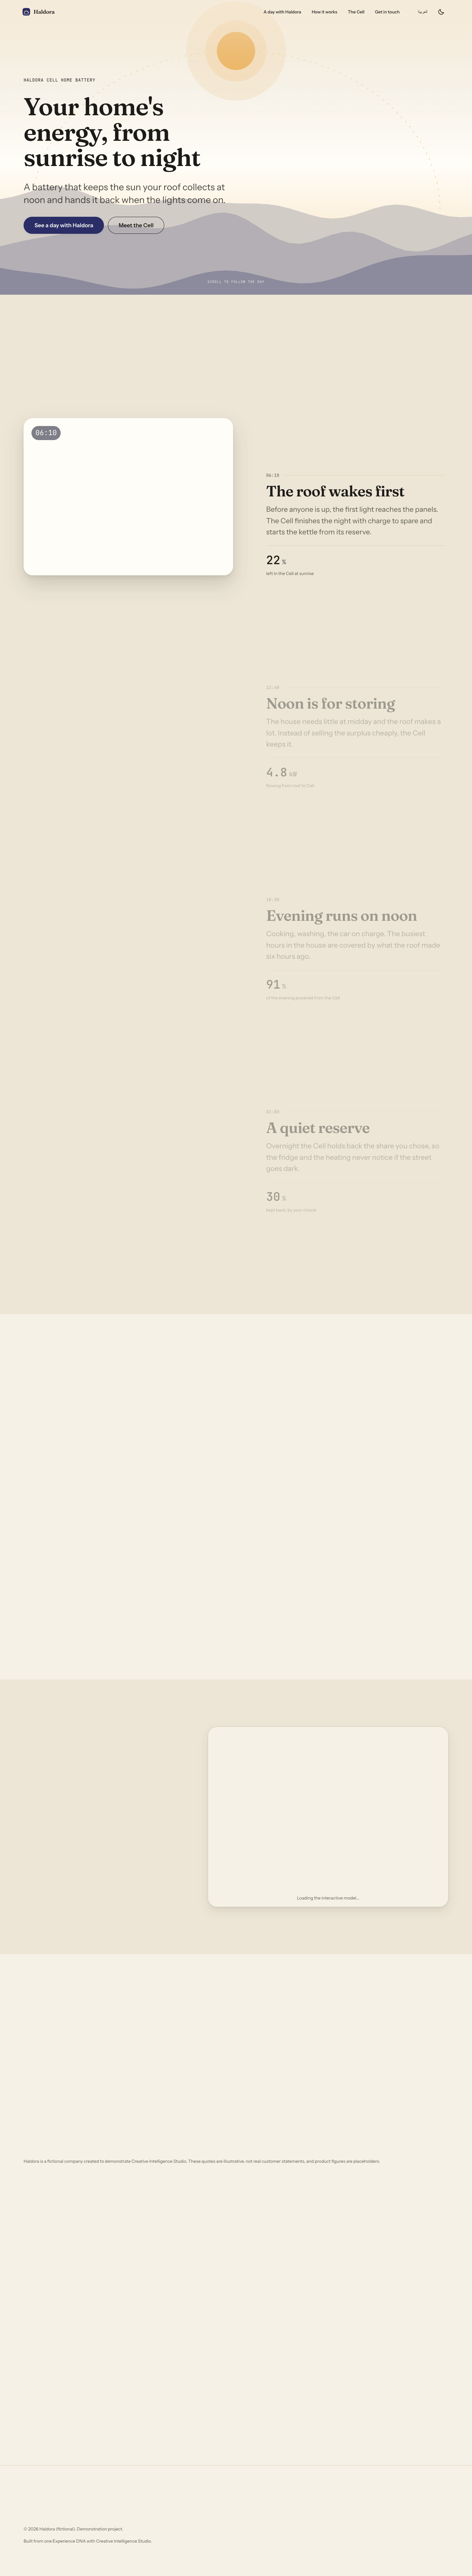 Haldora
A day with Haldora
How it works
The Cell
Get in touch
العربية
HALDORA CELL HOME BATTERY
Your home's
energy, from
sunrise to night
A battery that keeps the sun your roof collects at
noon and hands it back when the lights come on.
See a day with Haldora
Meet the Cell
SCROLL TO FOLLOW THE DAY
06:10
06:10
The roof wakes first
Before anyone is up, the first light reaches the panels.
The Cell finishes the night with charge to spare and
starts the kettle from its reserve.
22 %
left in the Cell at sunrise
Noon is for storing
The house needs little at midday and the roof makes a
lot. Instead of selling the surplus cheaply, the Cell
keeps it.
4.8 kW
flowing from roof to Cell
Evening runs on noon
Cooking, washing, the car on charge. The busiest
hours in the house are covered by what the roof made
six hours ago.
91 %
of the evening powered from the Cell
A quiet reserve
Overnight the Cell holds back the share you chose, so
the fridge and the heating never notice if the street
goes dark.
30 %
kept back, by your choice
Loading the interactive model…
Haldora is a fictional company created to demonstrate Creative Intelligence Studio. These quotes are illustrative, not real customer statements, and product figures are placeholders.
© 2026 Haldora (fictional). Demonstration project.
Built from one Experience DNA with Creative Intelligence Studio.